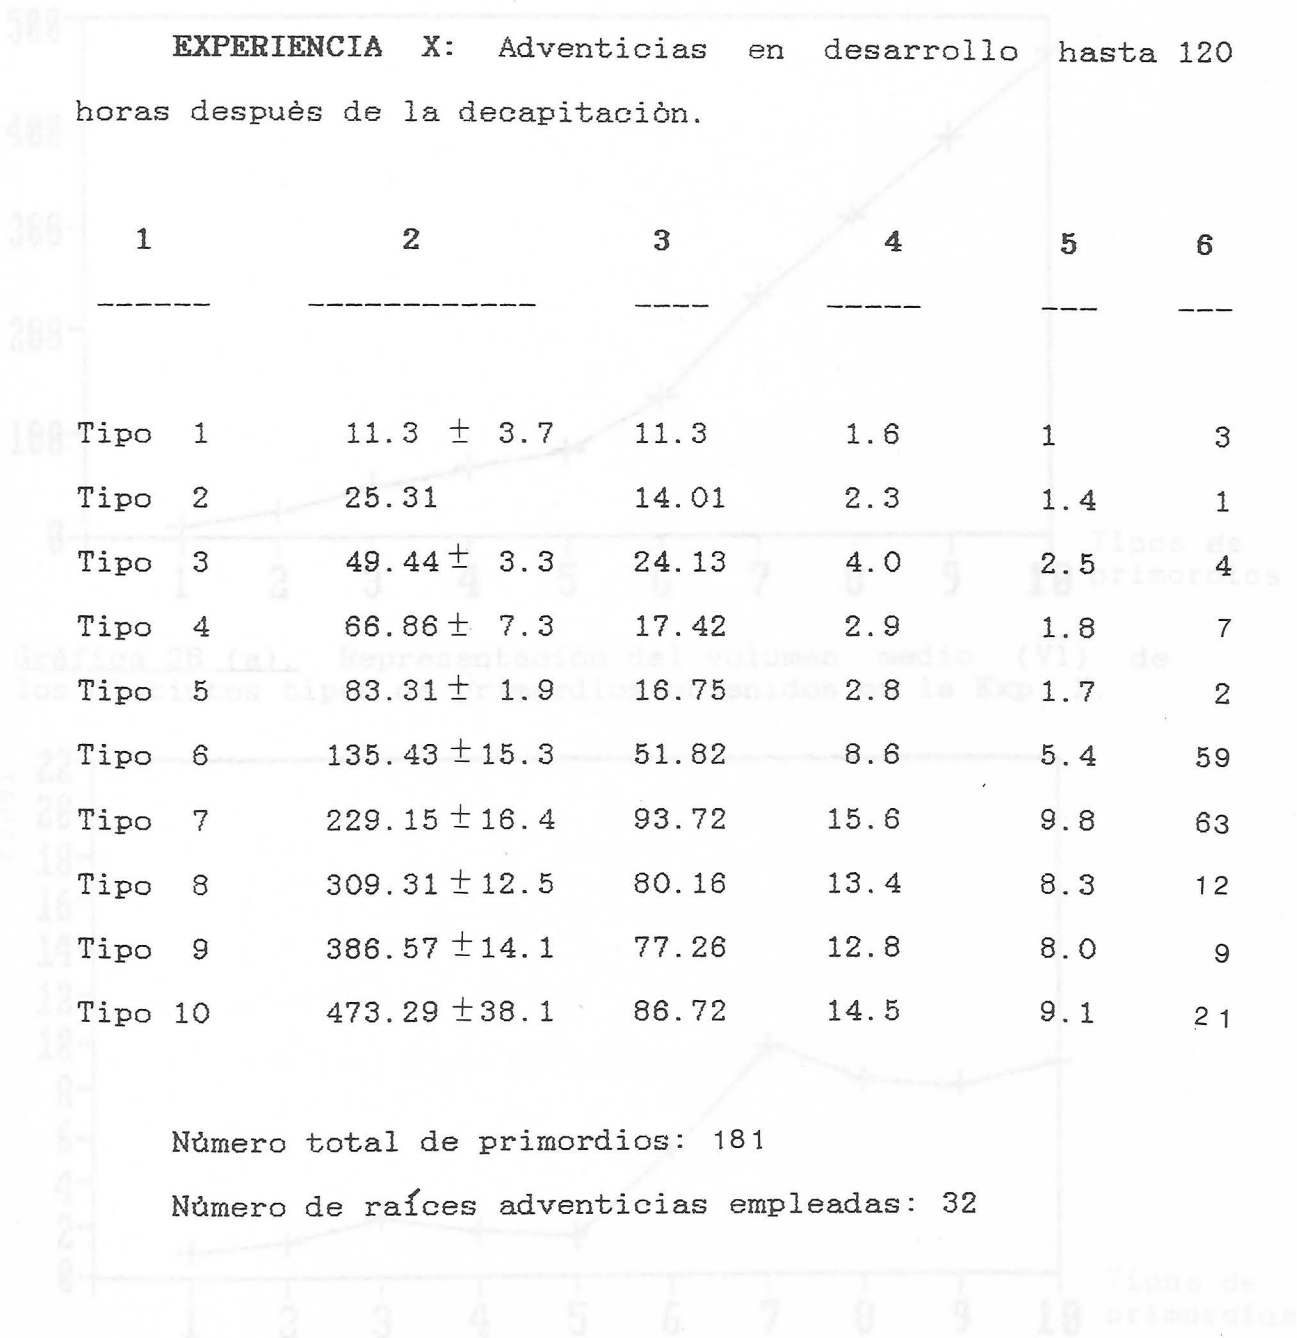 EXPERIENCIA X: Adventicias en desarrollo hasta 120
horas despuès de la decapitaciòn.
1 2 3 4 5 6
------ ------------ ---- ----- --- ---
Tipo 1 11.3 ± 3.7 11.3 1.6 1 3
Tipo 2 25.31 14.01 2.3 1.4 1
Tipo 3 49.44 ± 3.3 24.13 4.0 2.5 4
Tipo 4 66.86 ± 7.3 17.42 2.9 1.8 7
Tipo 5 83.31 ± 1.9 16.75 2.8 1.7 2
Tipo 6 135.43 ± 15.3 51.82 8.6 5.4 59
Tipo 7 229.15 ± 16.4 93.72 15.6 9.8 63
Tipo 8 309.31 ± 12.5 80.16 13.4 8.3 12
Tipo 9 386.57 ± 14.1 77.26 12.8 8.0 9
Tipo 10 473.29 ± 38.1 86.72 14.5 9.1 21
Nùmero total de primordios: 181
Nùmero de raíces adventicias empleadas: 32